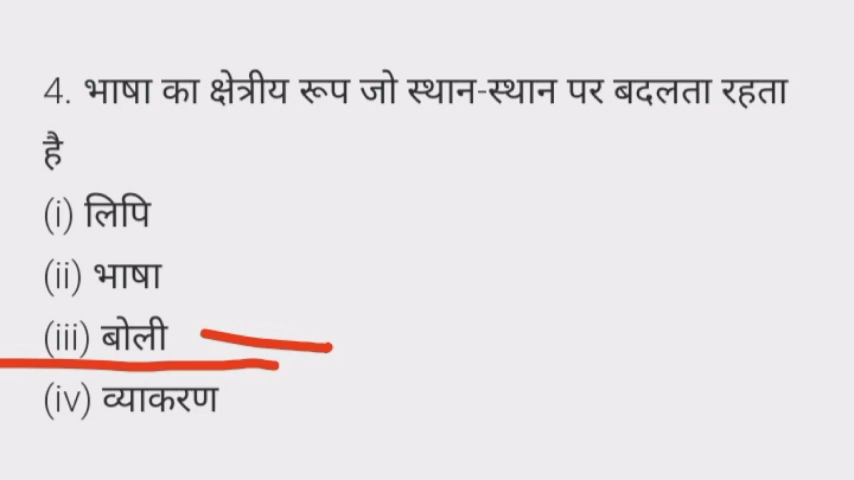 4. भाषा का क्षेत्रीय रूप जो स्थान-स्थान पर बदलता रहता
है
(i) लिपि
(ii) भाषा
(iii) बोली
(iv) व्याकरण